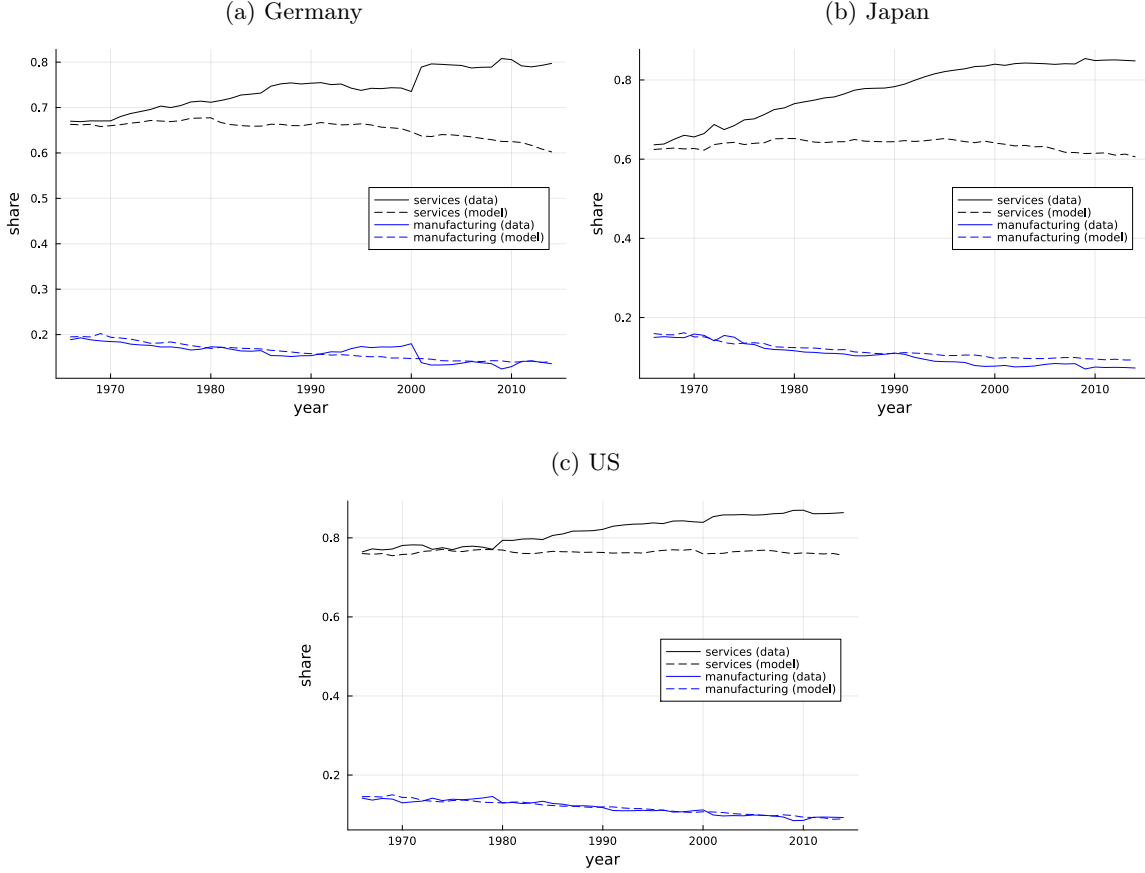 (a) Germany
0.8
0.7
0.6
0.5
0.4
0.3
0.2
share
services (data)
services (model)
manufacturing (data)
manufacturing (model)
1970 1980 1990 2000 2010
year
(b) Japan
0.8
0.6
0.4
0.2
share
services (data)
services (model)
manufacturing (data)
manufacturing (model)
1970 1980 1990 2000 2010
year
(c) US
0.8
0.6
0.4
0.2
share
services (data)
services (model)
manufacturing (data)
manufacturing (model)
1970 1980 1990 2000 2010
year